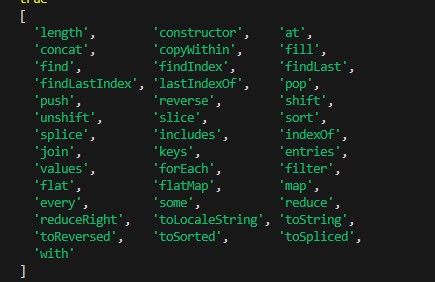 true
[
'length', 'constructor', 'at',
'concat', 'copyWithin', 'fill',
'find', 'findIndex', 'findLast',
'findLastIndex', 'lastIndexOf', 'pop',
'push', 'reverse', 'shift',
'unshift', 'slice', 'sort',
'splice', 'includes', 'indexOf',
'join', 'keys', 'entries',
'values', 'forEach', 'filter',
'flat', 'flatMap', 'map',
'every', 'some', 'reduce',
'reduceRight', 'toLocaleString', 'toString',
'toReversed', 'toSorted', 'toSpliced',
'with'
]